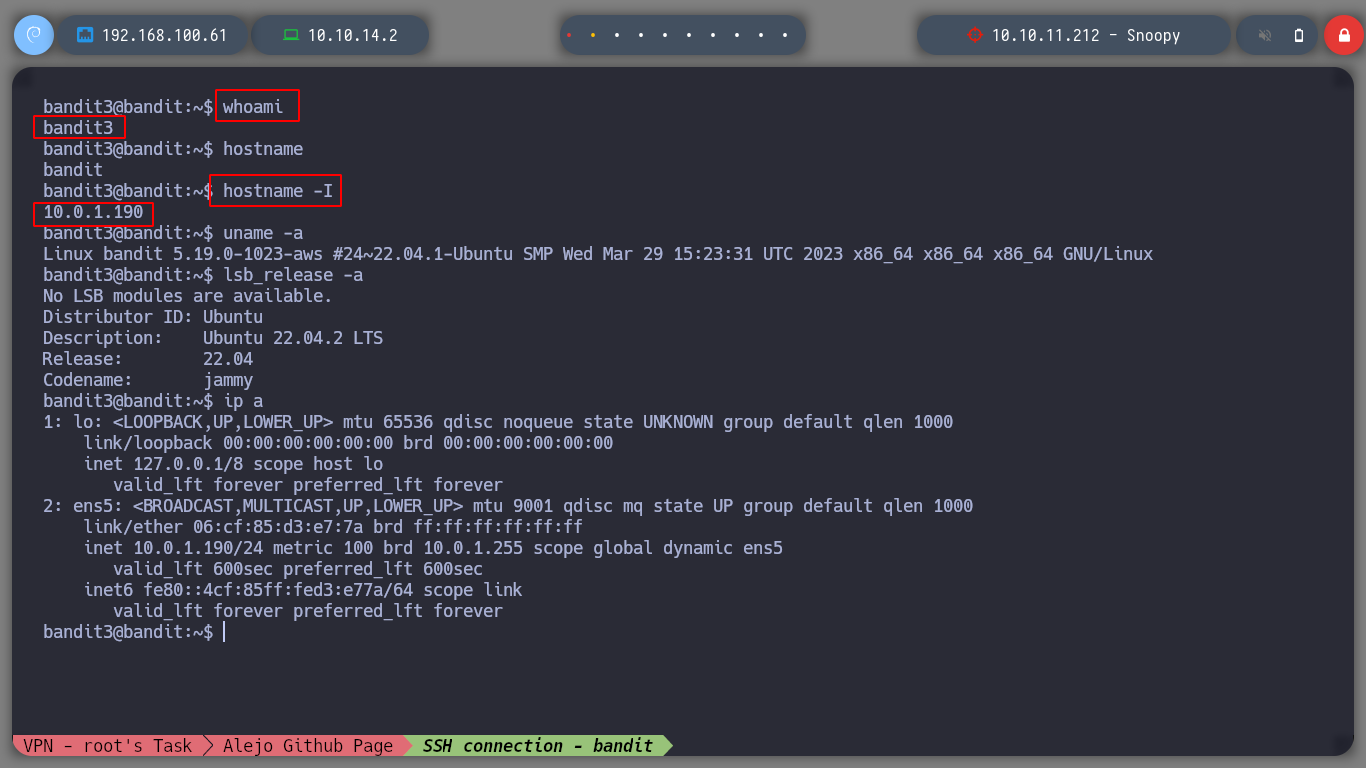 192.168.100.61 10.10.14.2 10.10.11.212 - Snoopy
bandit3@bandit:~$ whoami
bandit3
bandit3@bandit:~$ hostname
bandit
bandit3@bandit:~$ hostname -I
10.0.1.190
bandit3@bandit:~$ uname -a
Linux bandit 5.19.0-1023-aws #24~22.04.1-Ubuntu SMP Wed Mar 29 15:23:31 UTC 2023 x86_64 x86_64 x86_64 GNU/Linux
bandit3@bandit:~$ lsb_release -a
No LSB modules are available.
Distributor ID: Ubuntu
Description:    Ubuntu 22.04.2 LTS
Release:        22.04
Codename:       jammy
bandit3@bandit:~$ ip a
1: lo: <LOOPBACK,UP,LOWER_UP> mtu 65536 qdisc noqueue state UNKNOWN group default qlen 1000
    link/loopback 00:00:00:00:00:00 brd 00:00:00:00:00:00
    inet 127.0.0.1/8 scope host lo
       valid_lft forever preferred_lft forever
2: ens5: <BROADCAST,MULTICAST,UP,LOWER_UP> mtu 9001 qdisc mq state UP group default qlen 1000
    link/ether 06:cf:85:d3:e7:7a brd ff:ff:ff:ff:ff:ff
    inet 10.0.1.190/24 metric 100 brd 10.0.1.255 scope global dynamic ens5
       valid_lft 600sec preferred_lft 600sec
    inet6 fe80::4cf:85ff:fed3:e77a/64 scope link
       valid_lft forever preferred_lft forever
bandit3@bandit:~$
VPN - root's Task Alejo Github Page SSH connection - bandit